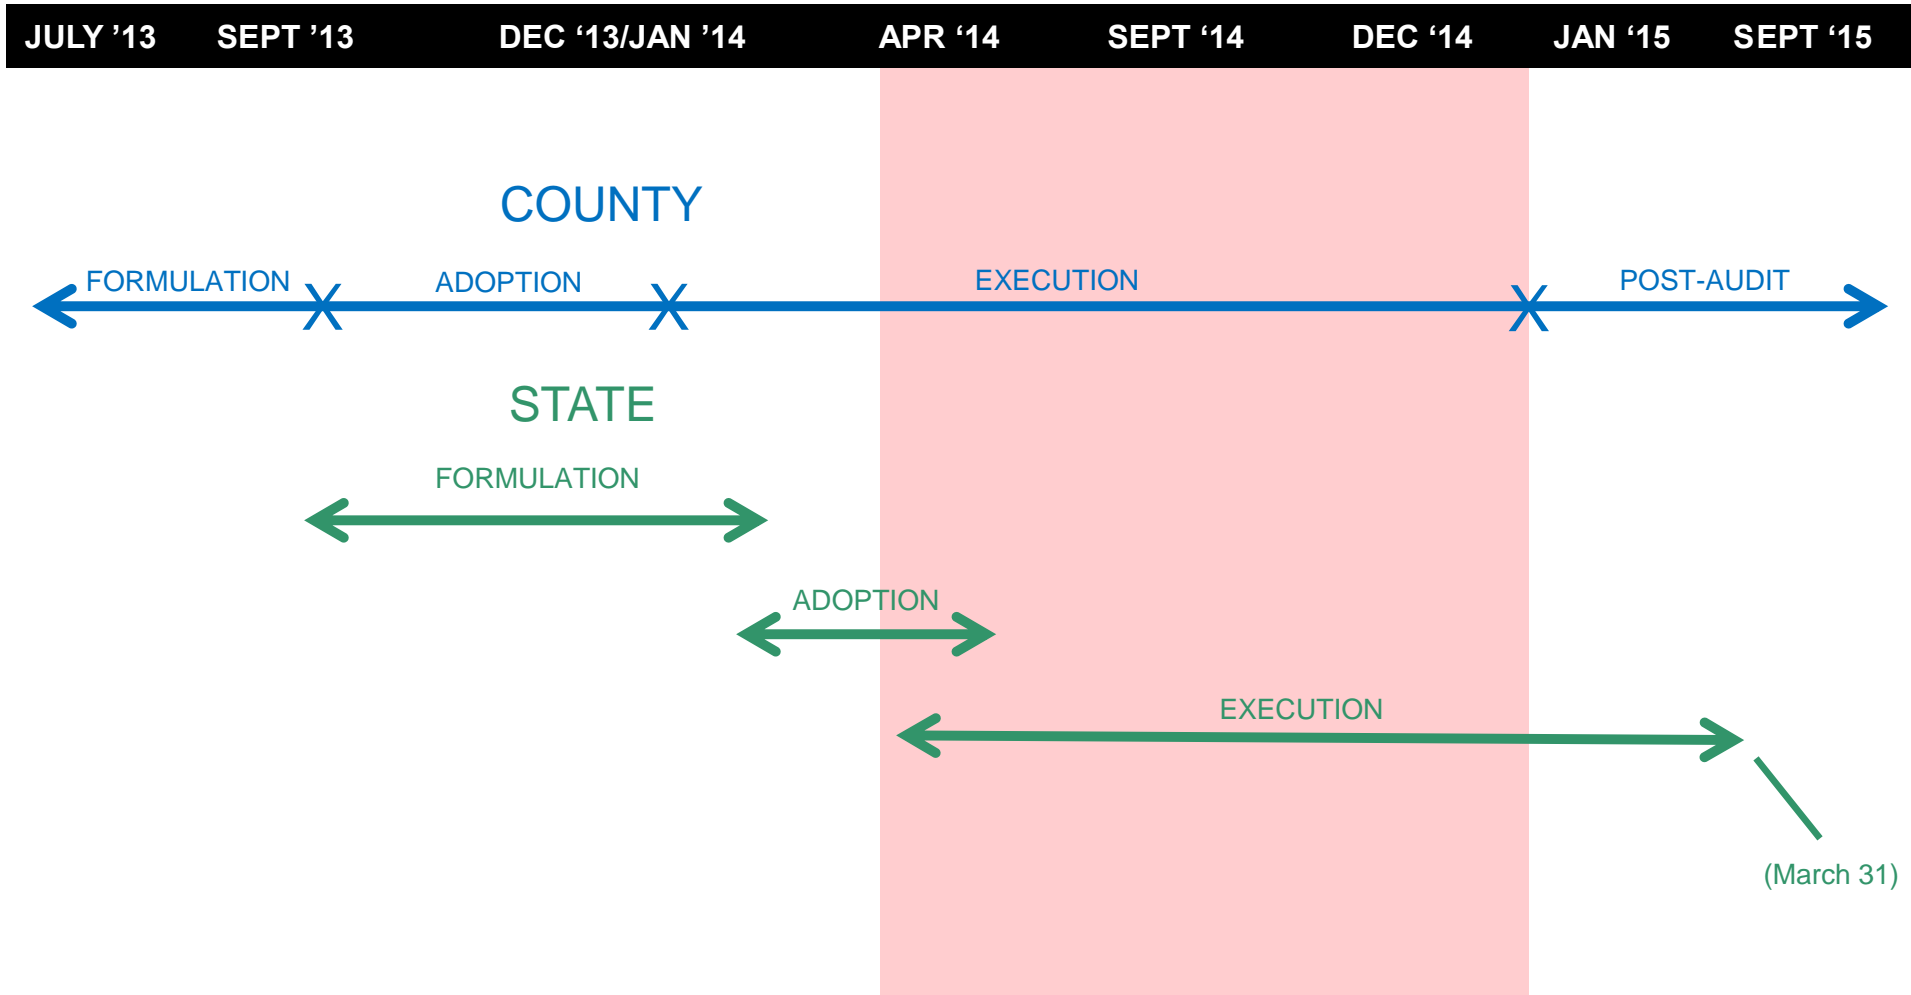 JULY ’13 SEPT ’13 DEC ‘13/JAN ’14 APR ‘14 SEPT ‘14 DEC ‘14 JAN ‘15 SEPT ‘15
COUNTY
FORMULATION ADOPTION EXECUTION POST-AUDIT
X X X
STATE
FORMULATION
ADOPTION
EXECUTION
(March 31)